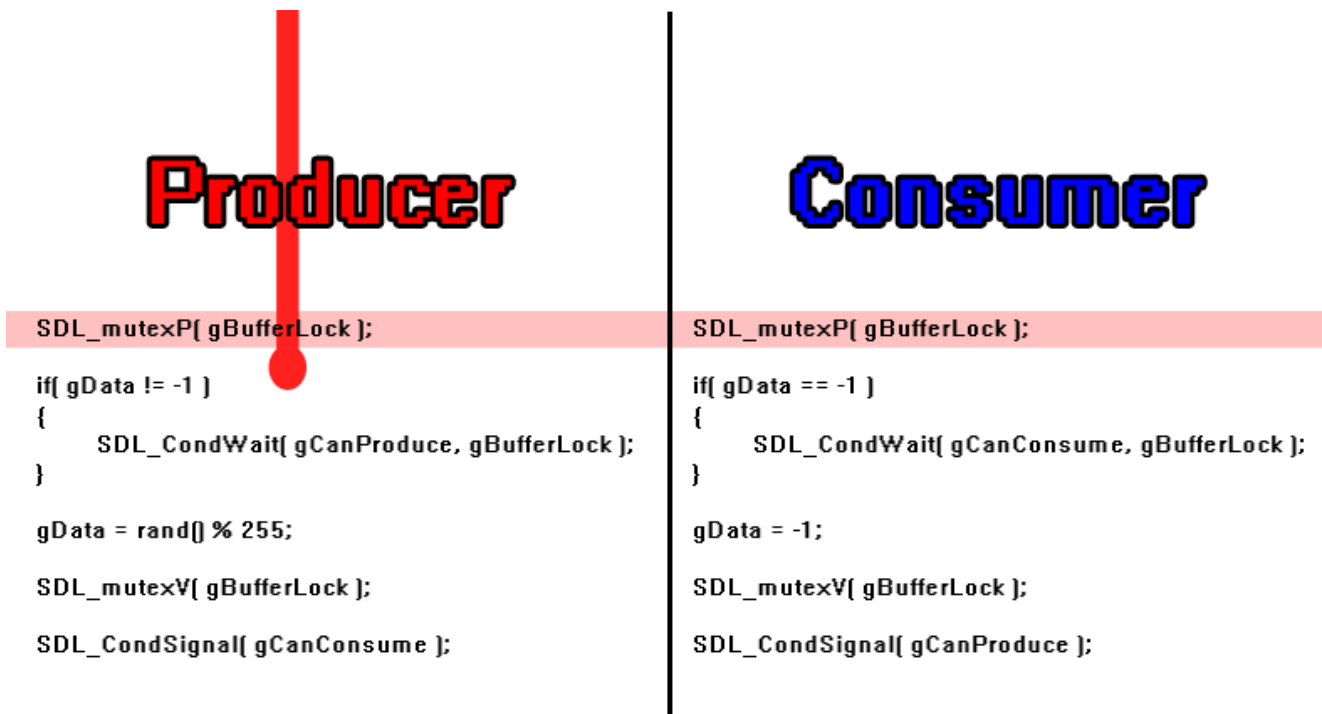 Producer
SDL_mutexP( gBufferLock );
if( gData != -1 )
{
SDL_CondWait( gCanProduce, gBufferLock );
}
gData = rand() % 255;
SDL_mutexV( gBufferLock );
SDL_CondSignal( gCanConsume );
Consumer
SDL_mutexP( gBufferLock );
if( gData == -1 )
{
SDL_CondWait( gCanConsume, gBufferLock );
}
gData = -1;
SDL_mutexV( gBufferLock );
SDL_CondSignal( gCanProduce );